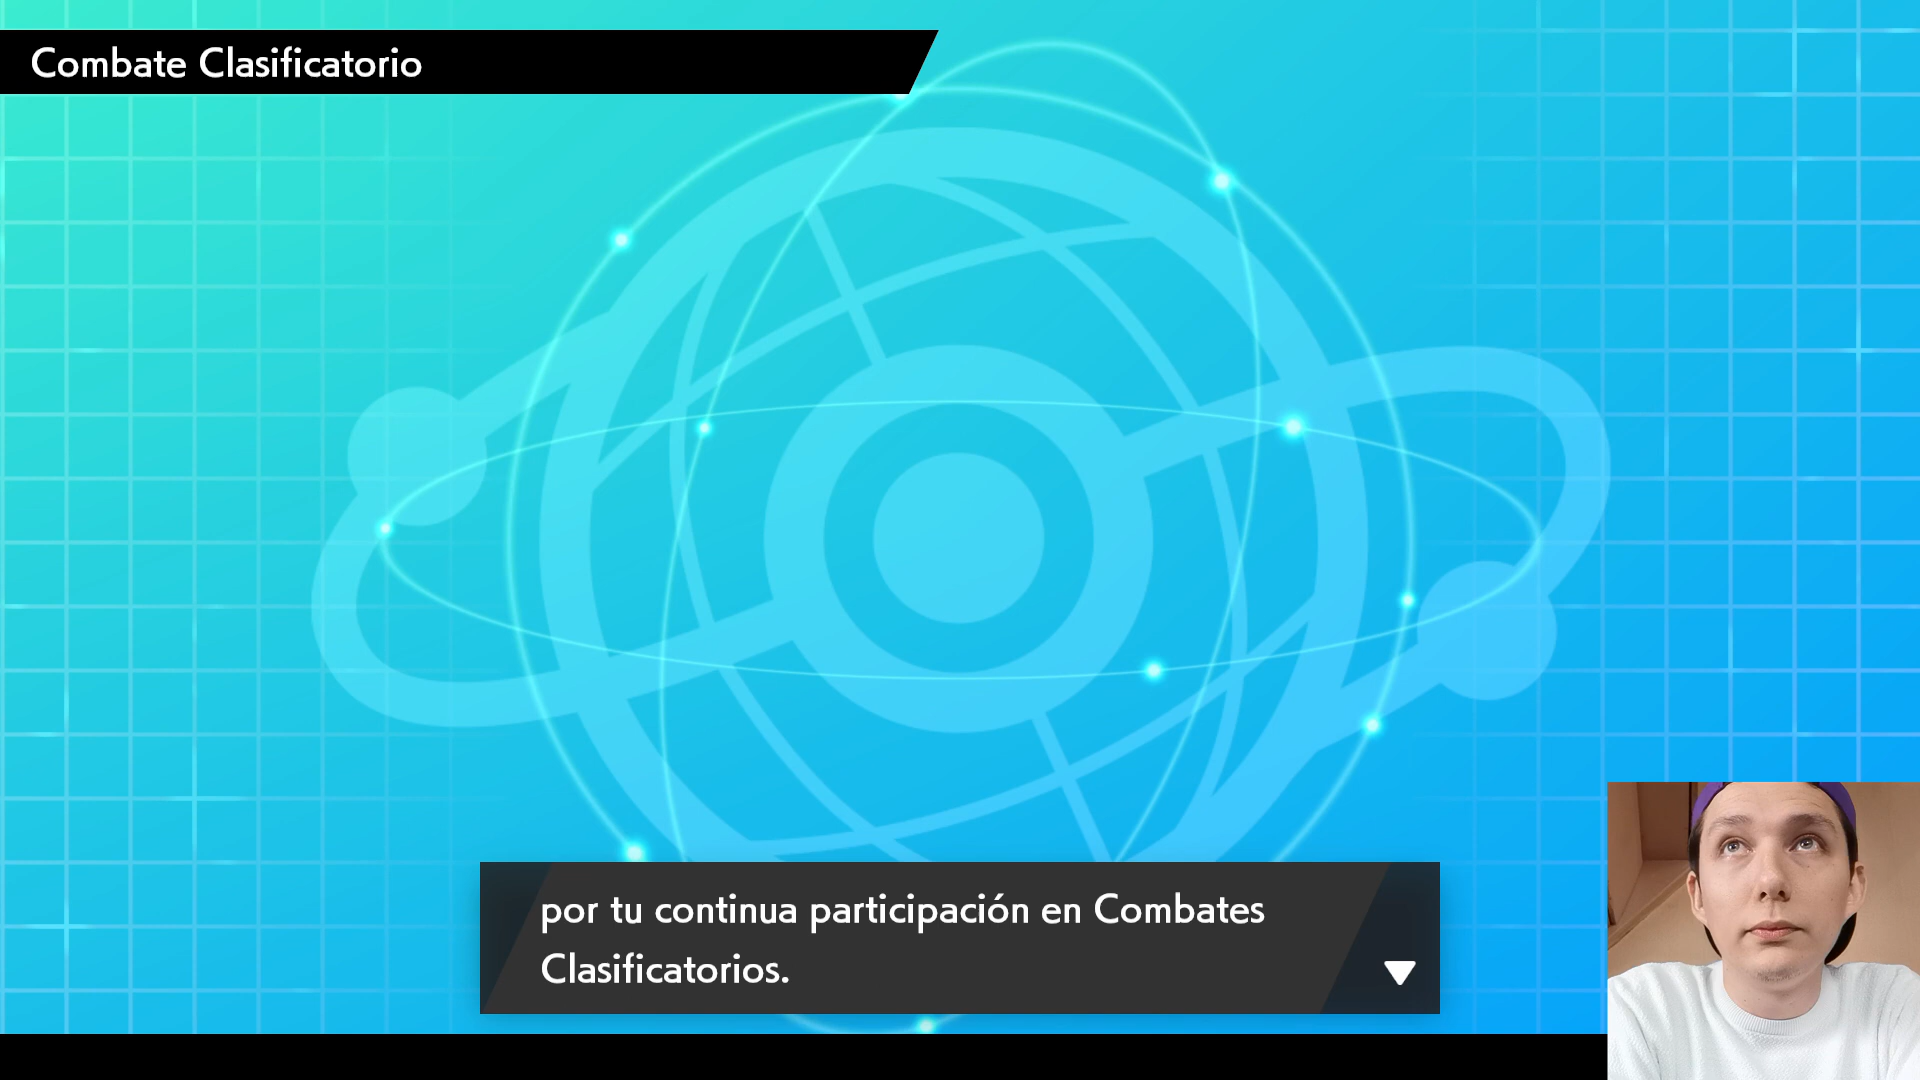 Combate Clasificatorio
por tu continua participación en Combates
Clasificatorios.